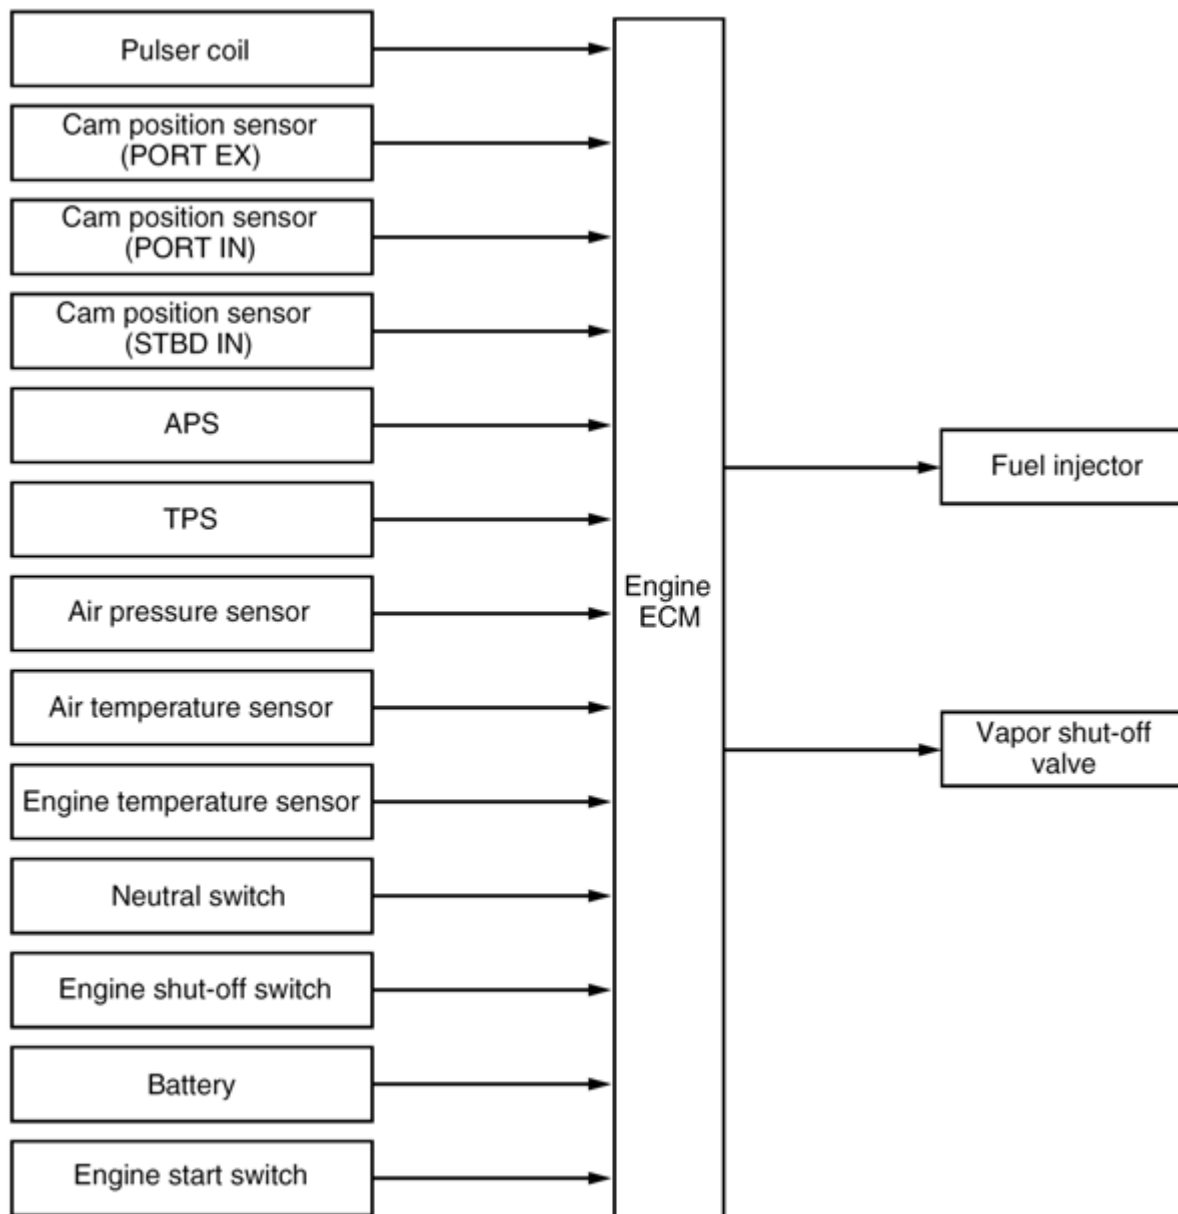 Pulser coil
Cam position sensor
(PORT EX)
Cam position sensor
(PORT IN)
Cam position sensor
(STBD IN)
APS
TPS
Air pressure sensor
Air temperature sensor
Engine temperature sensor
Neutral switch
Engine shut-off switch
Battery
Engine start switch
Engine
ECM
Fuel injector
Vapor shut-off
valve